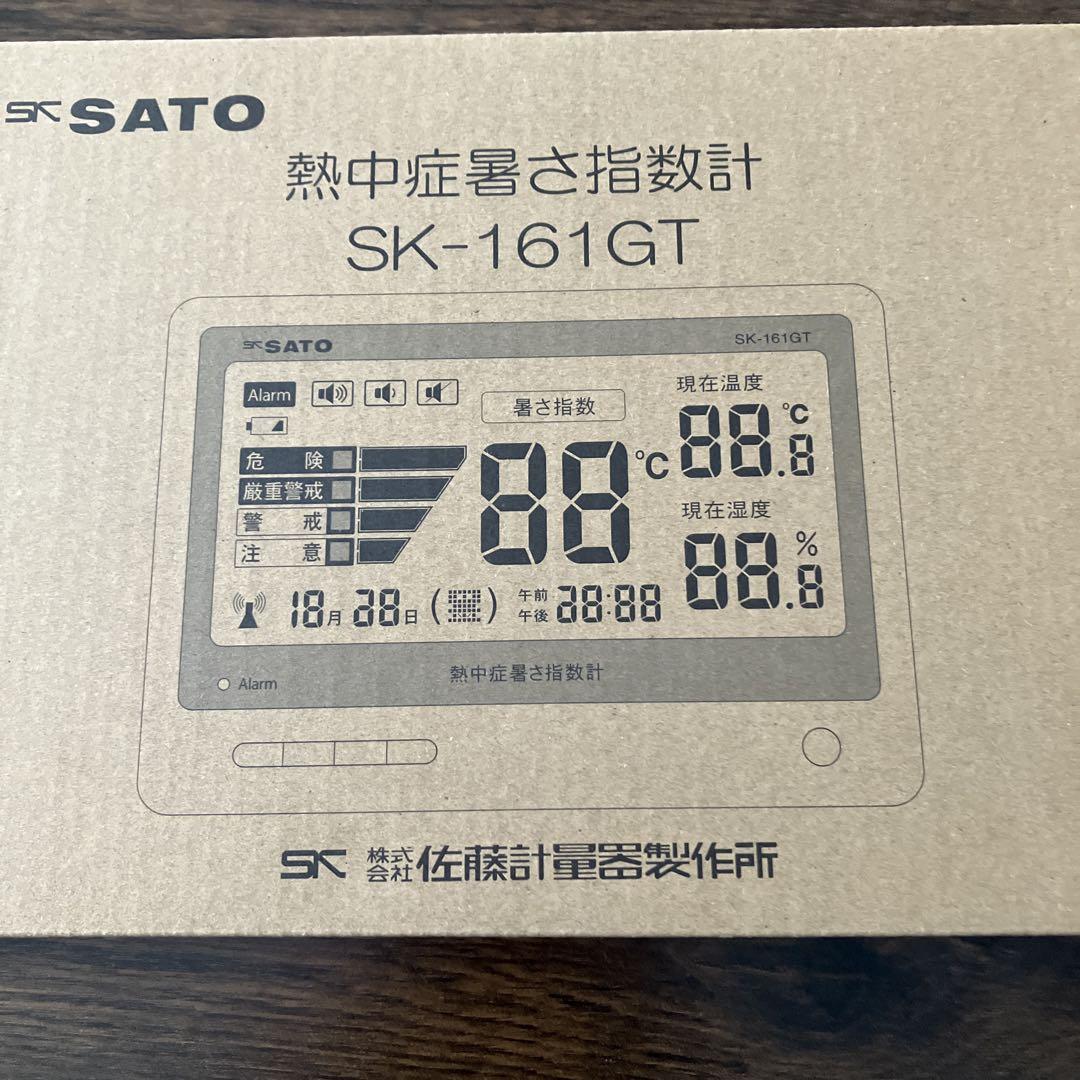 SK SATO
熱中症暑さ指数計
SK-161GT
SK SATO
SK-161GT
Alarm
暑さ指数
現在温度
88.8 ℃
危 険
厳重警戒
警 戒
注 意
88 ℃
現在湿度
88.8 %
18月28日( )
午前
午後
28:88
Alarm
熱中症暑さ指数計
SK 株式会社 佐藤計量器製作所